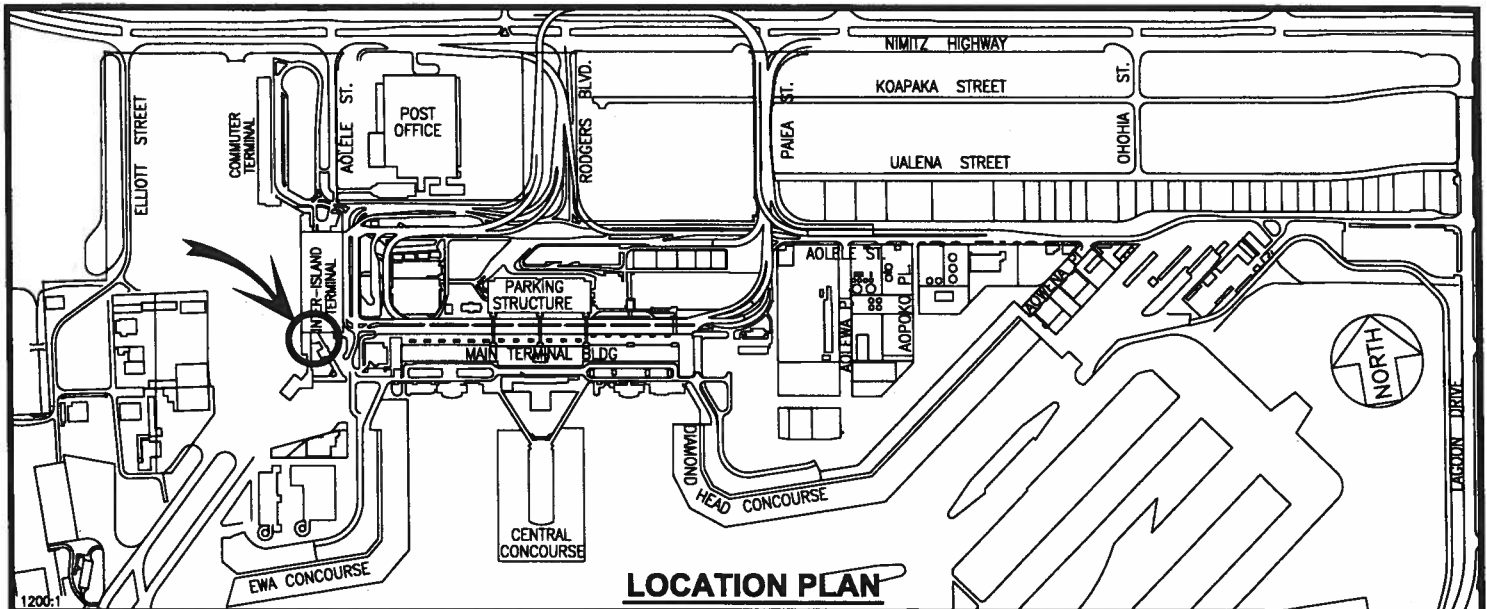 NIMITZ HIGHWAY
KOAPAKA STREET
UALENA STREET
OHOHIA ST.
PAIEA ST.
RODGERS BLVD.
POST
OFFICE
AOLELE ST.
COMMUTER
TERMINAL
ELLIOTT STREET
INTER-ISLAND
TERMINAL
PARKING
STRUCTURE
MAIN TERMINAL BLDG
AOLELE ST.
AOLEWA PL.
AOPOKO PL.
AOWENA PL.
NORTH
LAGOON DRIVE
DIAMOND
HEAD CONCOURSE
CENTRAL
CONCOURSE
EWA CONCOURSE
LOCATION PLAN
1200:1